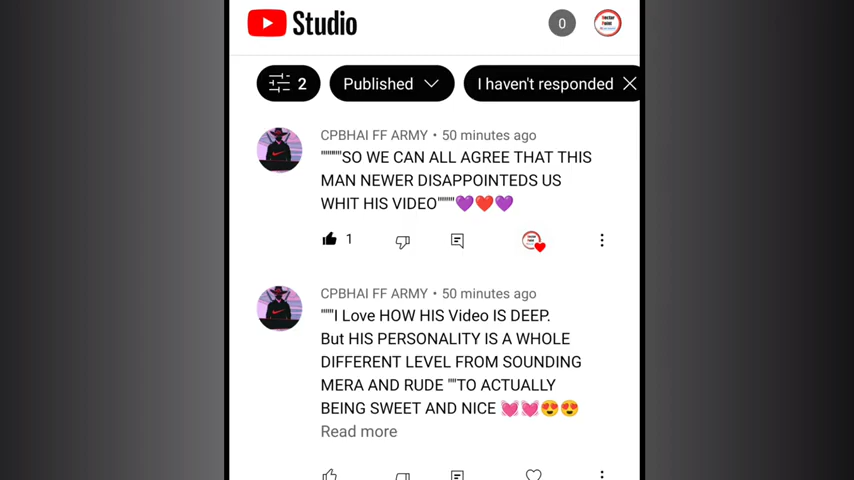 Studio
0
2
Published
I haven't responded
CPBHAI FF ARMY • 50 minutes ago
""""''SO WE CAN ALL AGREE THAT THIS
MAN NEWER DISAPPOINTEDS US
WHIT HIS VIDEO""""💜❤️💜
1
CPBHAI FF ARMY • 50 minutes ago
""''I Love HOW HIS Video IS DEEP.
But HIS PERSONALITY IS A WHOLE
DIFFERENT LEVEL FROM SOUNDING
MERA AND RUDE ""TO ACTUALLY
BEING SWEET AND NICE 💓💓😍😍
Read more